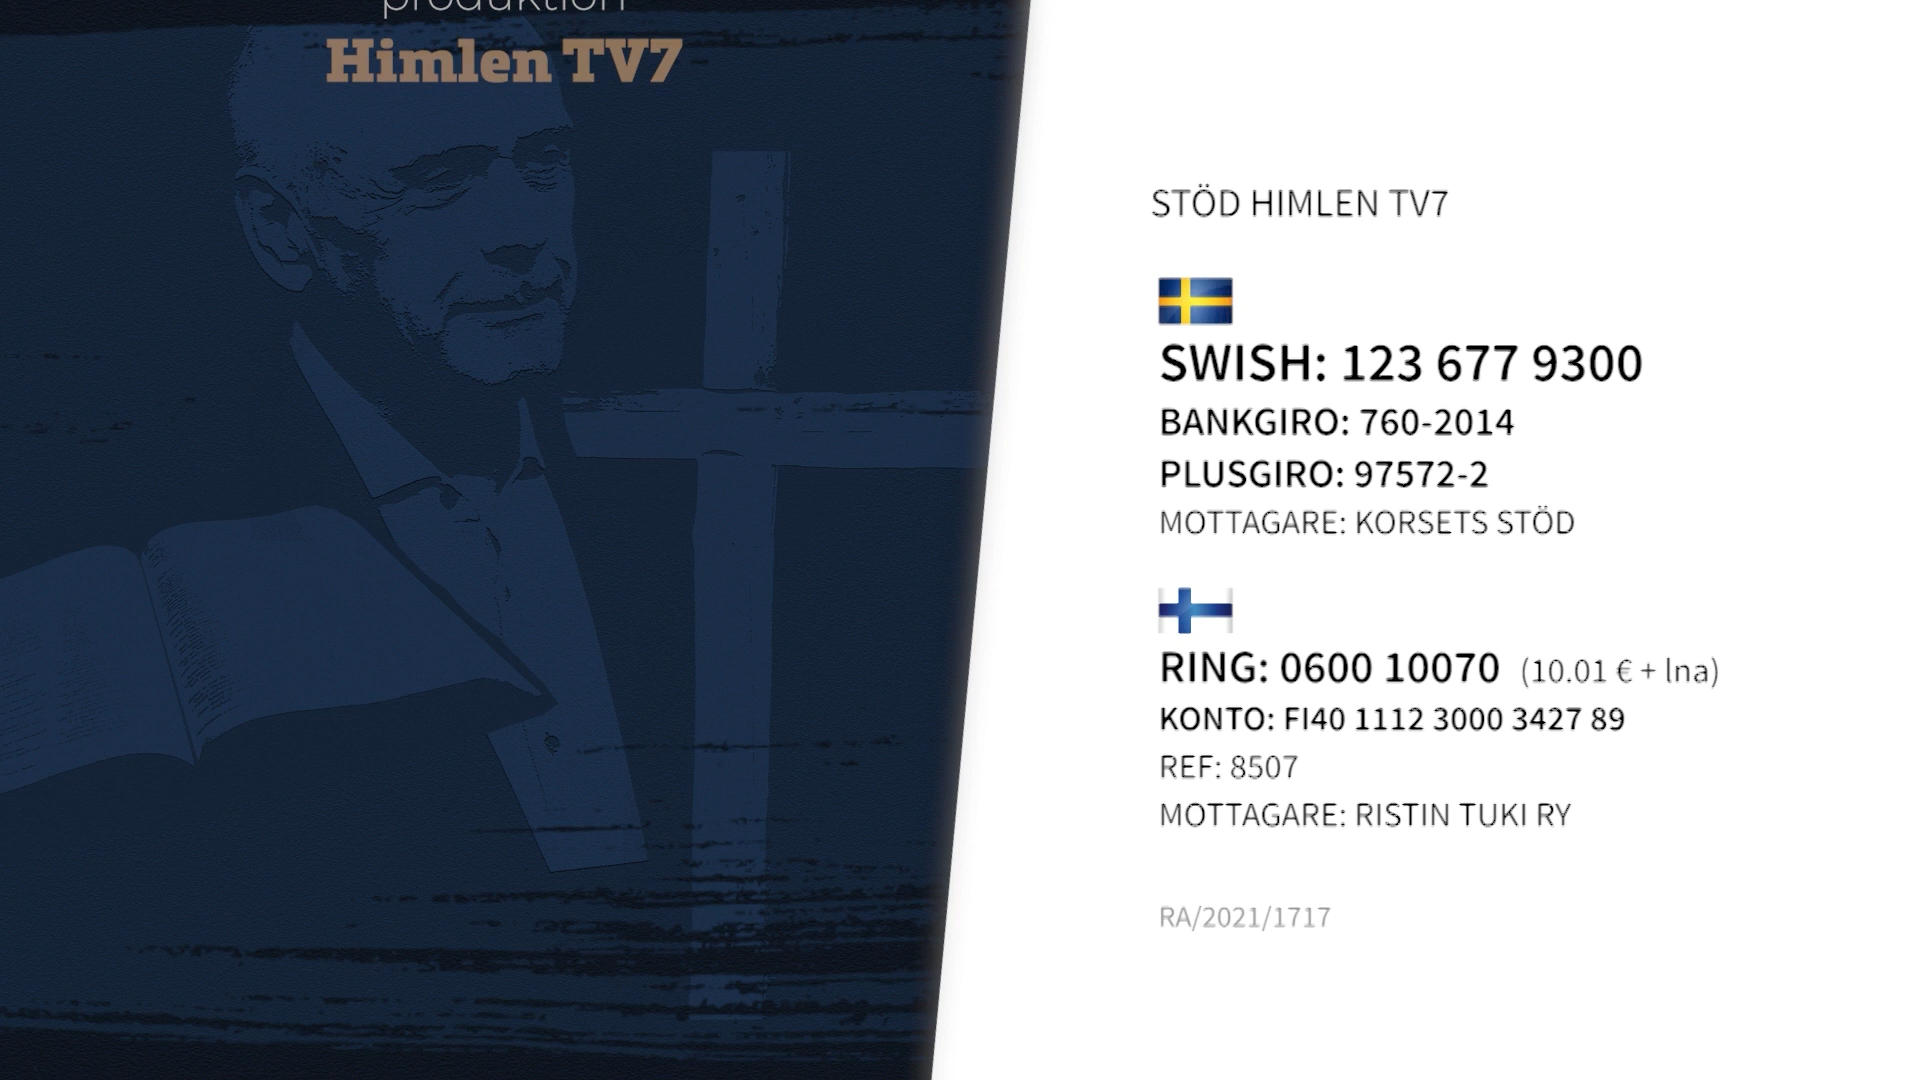 produktion
Himlen TV7
STÖD HIMLEN TV7
SWISH: 123 677 9300
BANKGIRO: 760-2014
PLUSGIRO: 97572-2
MOTTAGARE: KORSETS STÖD
RING: 0600 10070 (10.01 € + lna)
KONTO: FI40 1112 3000 3427 89
REF: 8507
MOTTAGARE: RISTIN TUKI RY
RA/2021/1717